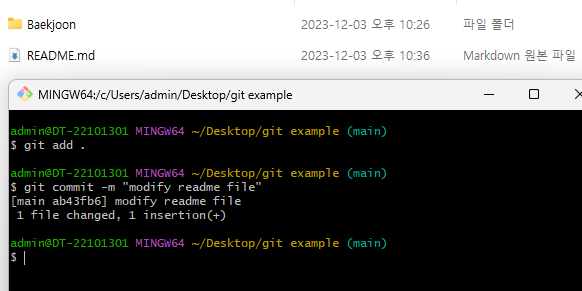 Baekjoon 2023-12-03 오후 10:26 파일 폴더
README.md 2023-12-03 오후 10:36 Markdown 원본 파일
MINGW64:/c/Users/admin/Desktop/git example
admin@DT-22101301 MINGW64 ~/Desktop/git example (main)
$ git add .
admin@DT-22101301 MINGW64 ~/Desktop/git example (main)
$ git commit -m "modify readme file"
[main ab43fb6] modify readme file
 1 file changed, 1 insertion(+)
admin@DT-22101301 MINGW64 ~/Desktop/git example (main)
$